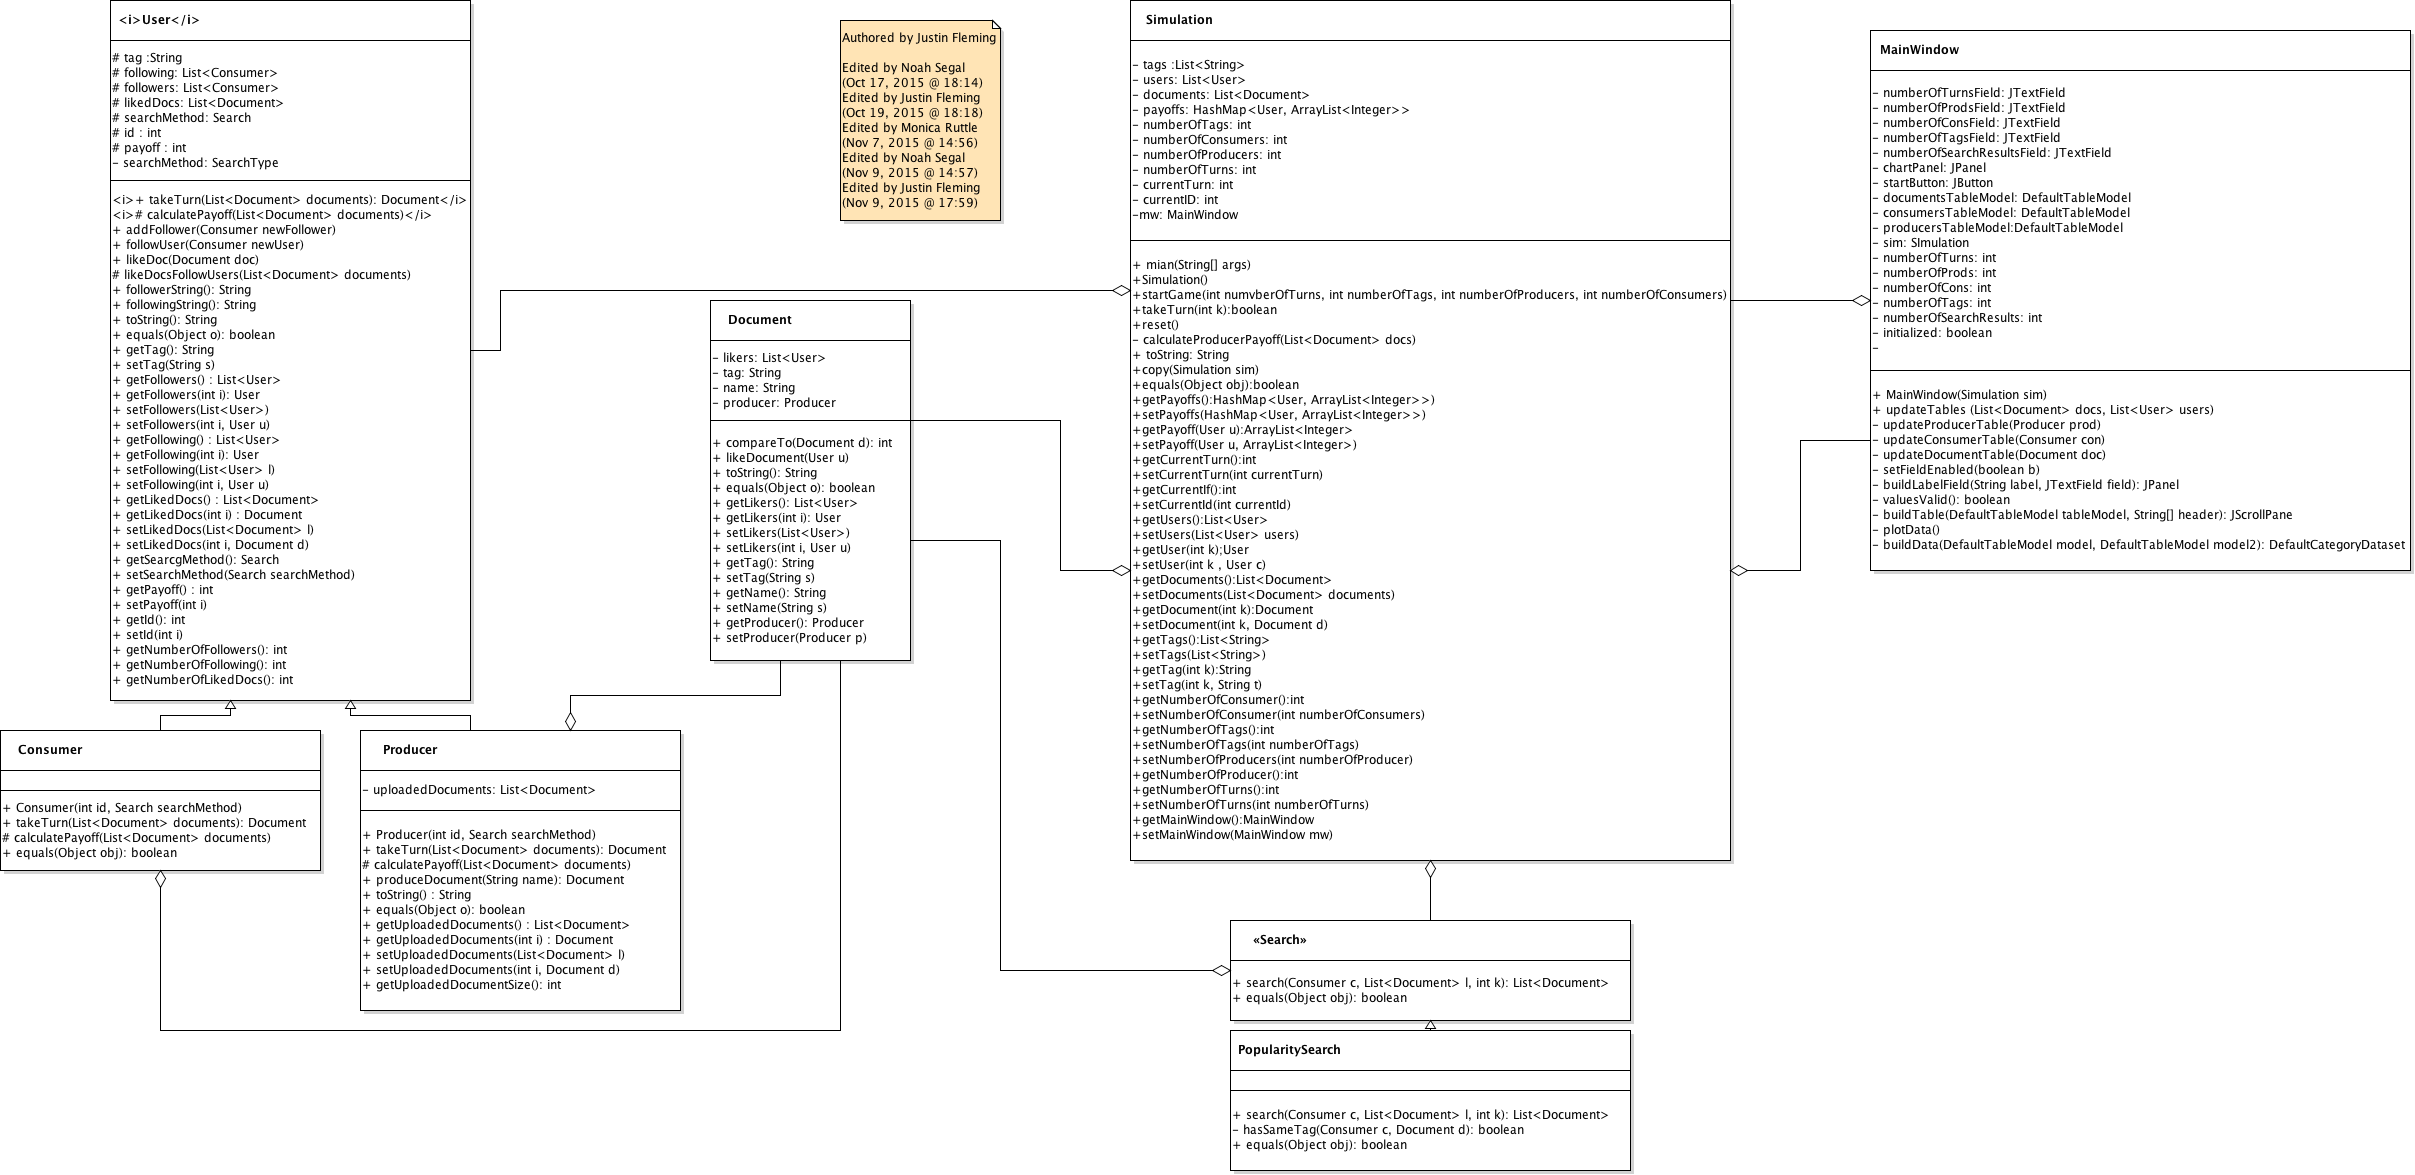 <i>User</i>
# tag :String
# following: List<Consumer>
# followers: List<Consumer>
# likedDocs: List<Document>
# searchMethod: Search
# id : int
# payoff : int
– searchMethod: SearchType
<i>+ takeTurn(List<Document> documents): Document</i>
<i># calculatePayoff(List<Document> documents)</i>
+ addFollower(Consumer newFollower)
+ followUser(Consumer newUser)
+ likeDoc(Document doc)
# likeDocsFollowUsers(List<Document> documents)
+ followerString(): String
+ followingString(): String
+ toString(): String
+ equals(Object o): boolean
+ getTag(): String
+ setTag(String s)
+ getFollowers() : List<User>
+ getFollowers(int i): User
+ setFollowers(List<User>)
+ setFollowers(int i, User u)
+ getFollowing() : List<User>
+ getFollowing(int i): User
+ setFollowing(List<User> l)
+ setFollowing(int i, User u)
+ getLikedDocs() : List<Document>
+ getLikedDocs(int i) : Document
+ setLikedDocs(List<Document> l)
+ setLikedDocs(int i, Document d)
+ getSearcgMethod(): Search
+ setSearchMethod(Search searchMethod)
+ getPayoff() : int
+ setPayoff(int i)
+ getId(): int
+ setId(int i)
+ getNumberOfFollowers(): int
+ getNumberOfFollowing(): int
+ getNumberOfLikedDocs(): int
Consumer
+ Consumer(int id, Search searchMethod)
+ takeTurn(List<Document> documents): Document
# calculatePayoff(List<Document> documents)
+ equals(Object obj): boolean
Producer
– uploadedDocuments: List<Document>
+ Producer(int id, Search searchMethod)
+ takeTurn(List<Document> documents): Document
# calculatePayoff(List<Document> documents)
+ produceDocument(String name): Document
+ toString() : String
+ equals(Object o): boolean
+ getUploadedDocuments() : List<Document>
+ getUploadedDocuments(int i) : Document
+ setUploadedDocuments(List<Document> l)
+ setUploadedDocuments(int i, Document d)
+ getUploadedDocumentSize(): int
Authored by Justin Fleming
Edited by Noah Segal
(Oct 17, 2015 @ 18:14)
Edited by Justin Fleming
(Oct 19, 2015 @ 18:18)
Edited by Monica Ruttle
(Nov 7, 2015 @ 14:56)
Edited by Noah Segal
(Nov 9, 2015 @ 14:57)
Edited by Justin Fleming
(Nov 9, 2015 @ 17:59)
Document
– likers: List<User>
– tag: String
– name: String
– producer: Producer
+ compareTo(Document d): int
+ likeDocument(User u)
+ toString(): String
+ equals(Object o): boolean
+ getLikers(): List<User>
+ getLikers(int i): User
+ setLikers(List<User>)
+ setLikers(int i, User u)
+ getTag(): String
+ setTag(String s)
+ getName(): String
+ setName(String s)
+ getProducer(): Producer
+ setProducer(Producer p)
Simulation
– tags :List<String>
– users: List<User>
– documents: List<Document>
– payoffs: HashMap<User, ArrayList<Integer>>
– numberOfTags: int
– numberOfConsumers: int
– numberOfProducers: int
– numberOfTurns: int
– currentTurn: int
– currentID: int
–mw: MainWindow
+ mian(String[] args)
+Simulation()
+startGame(int numvberOfTurns, int numberOfTags, int numberOfProducers, int numberOfConsumers)
+takeTurn(int k):boolean
+reset()
– calculateProducerPayoff(List<Document> docs)
+ toString: String
+copy(Simulation sim)
+equals(Object obj):boolean
+getPayoffs():HashMap<User, ArrayList<Integer>>)
+setPayoffs(HashMap<User, ArrayList<Integer>>)
+getPayoff(User u):ArrayList<Integer>
+setPayoff(User u, ArrayList<Integer>)
+getCurrentTurn():int
+setCurrentTurn(int currentTurn)
+getCurrentIf():int
+setCurrentId(int currentId)
+getUsers():List<User>
+setUsers(List<User> users)
+getUser(int k);User
+setUser(int k , User c)
+getDocuments():List<Document>
+setDocuments(List<Document> documents)
+getDocument(int k):Document
+setDocument(int k, Document d)
+getTags():List<String>
+setTags(List<String>)
+getTag(int k):String
+setTag(int k, String t)
+getNumberOfConsumer():int
+setNumberOfConsumer(int numberOfConsumers)
+getNumberOfTags():int
+setNumberOfTags(int numberOfTags)
+setNumberOfProducers(int numberOfProducer)
+getNumberOfProducer():int
+getNumberOfTurns():int
+setNumberOfTurns(int numberOfTurns)
+getMainWindow():MainWindow
+setMainWindow(MainWindow mw)
«Search»
+ search(Consumer c, List<Document> l, int k): List<Document>
+ equals(Object obj): boolean
PopularitySearch
+ search(Consumer c, List<Document> l, int k): List<Document>
– hasSameTag(Consumer c, Document d): boolean
+ equals(Object obj): boolean
MainWindow
– numberOfTurnsField: JTextField
– numberOfProdsField: JTextField
– numberOfConsField: JTextField
– numberOfTagsField: JTextField
– numberOfSearchResultsField: JTextField
– chartPanel: JPanel
– startButton: JButton
– documentsTableModel: DefaultTableModel
– consumersTableModel: DefaultTableModel
– producersTableModel:DefaultTableModel
– sim: SImulation
– numberOfTurns: int
– numberOfProds: int
– numberOfCons: int
– numberOfTags: int
– numberOfSearchResults: int
– initialized: boolean
–
+ MainWindow(Simulation sim)
+ updateTables (List<Document> docs, List<User> users)
– updateProducerTable(Producer prod)
– updateConsumerTable(Consumer con)
– updateDocumentTable(Document doc)
– setFieldEnabled(boolean b)
– buildLabelField(String label, JTextField field): JPanel
– valuesValid(): boolean
– buildTable(DefaultTableModel tableModel, String[] header): JScrollPane
– plotData()
– buildData(DefaultTableModel model, DefaultTableModel model2): DefaultCategoryDataset